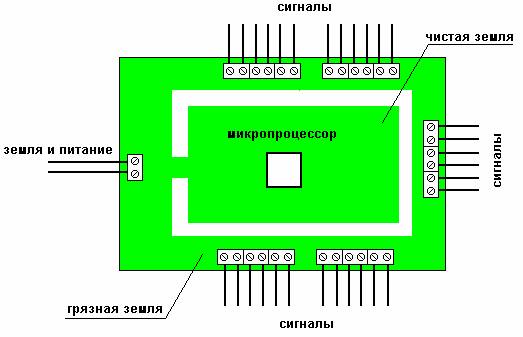 сигналы
чистая земля
микропроцессор
земля и питание
сигналы
грязная земля
сигналы